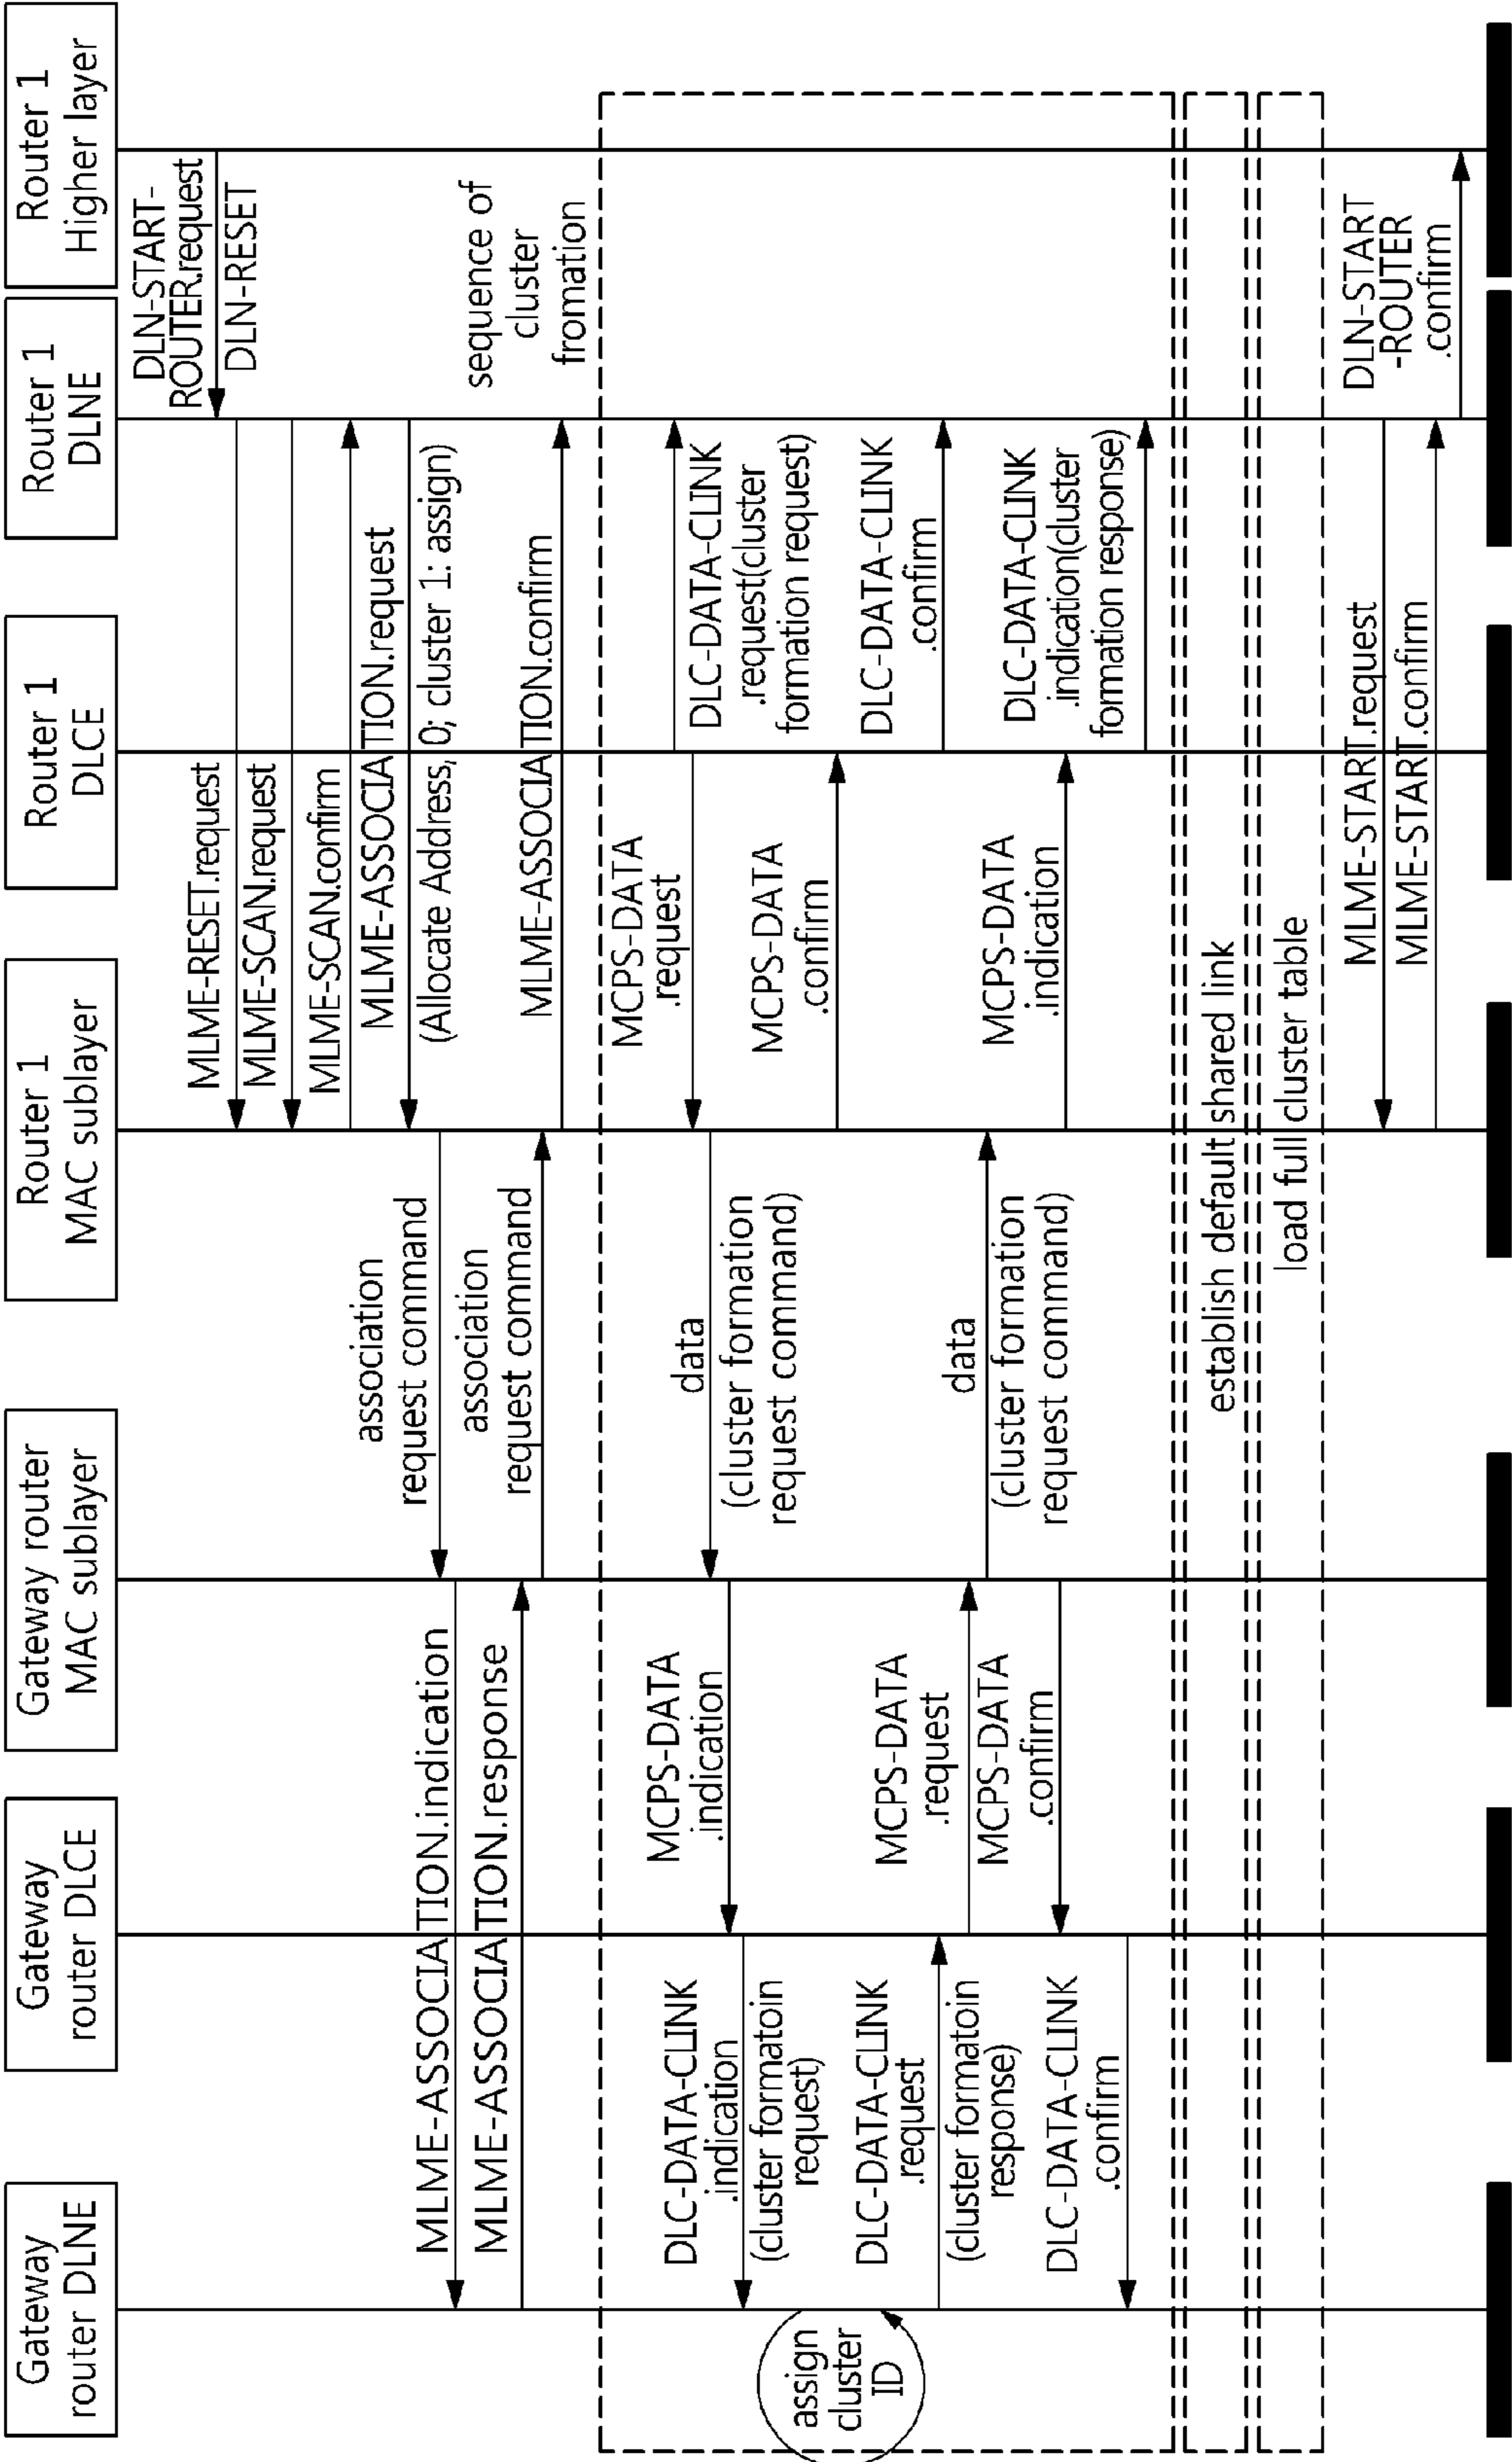 Gateway
router DLNE
Gateway
router DLCE
Gateway router
MAC sublayer
Router 1
MAC sublayer
Router 1
DLCE
Router 1
DLNE
Router 1
Higher layer
DLN-START-
ROUTER.request
DLN-RESET
MLME-RESET.request
MLME-SCAN.request
MLME-SCAN.confirm
MLME-ASSOCIATION.request
(Allocate Address, 0; cluster 1: assign)
association
request command
MLME-ASSOCIATION.indication
MLME-ASSOCIATION.response
association
request command
MLME-ASSOCIATION.confirm
sequence of
cluster
fromation
DLC-DATA-CLINK
.request(cluster
formation request)
MCPS-DATA
.request
data
(cluster formation
request command)
MCPS-DATA
.indication
DLC-DATA-CLINK
.indication
(cluster formatoin
request)
MCPS-DATA
.confirm
DLC-DATA-CLINK
.confirm
assign
cluster
ID
DLC-DATA-CLINK
.request
(cluster formatoin
response)
MCPS-DATA
.request
data
(cluster formation
request command)
MCPS-DATA
.confirm
DLC-DATA-CLINK
.confirm
MCPS-DATA
.indication
DLC-DATA-CLINK
.indication(cluster
formation response)
establish default shared link
load full cluster table
MLME-START.request
MLME-START.confirm
DLN-START
-ROUTER
.confirm